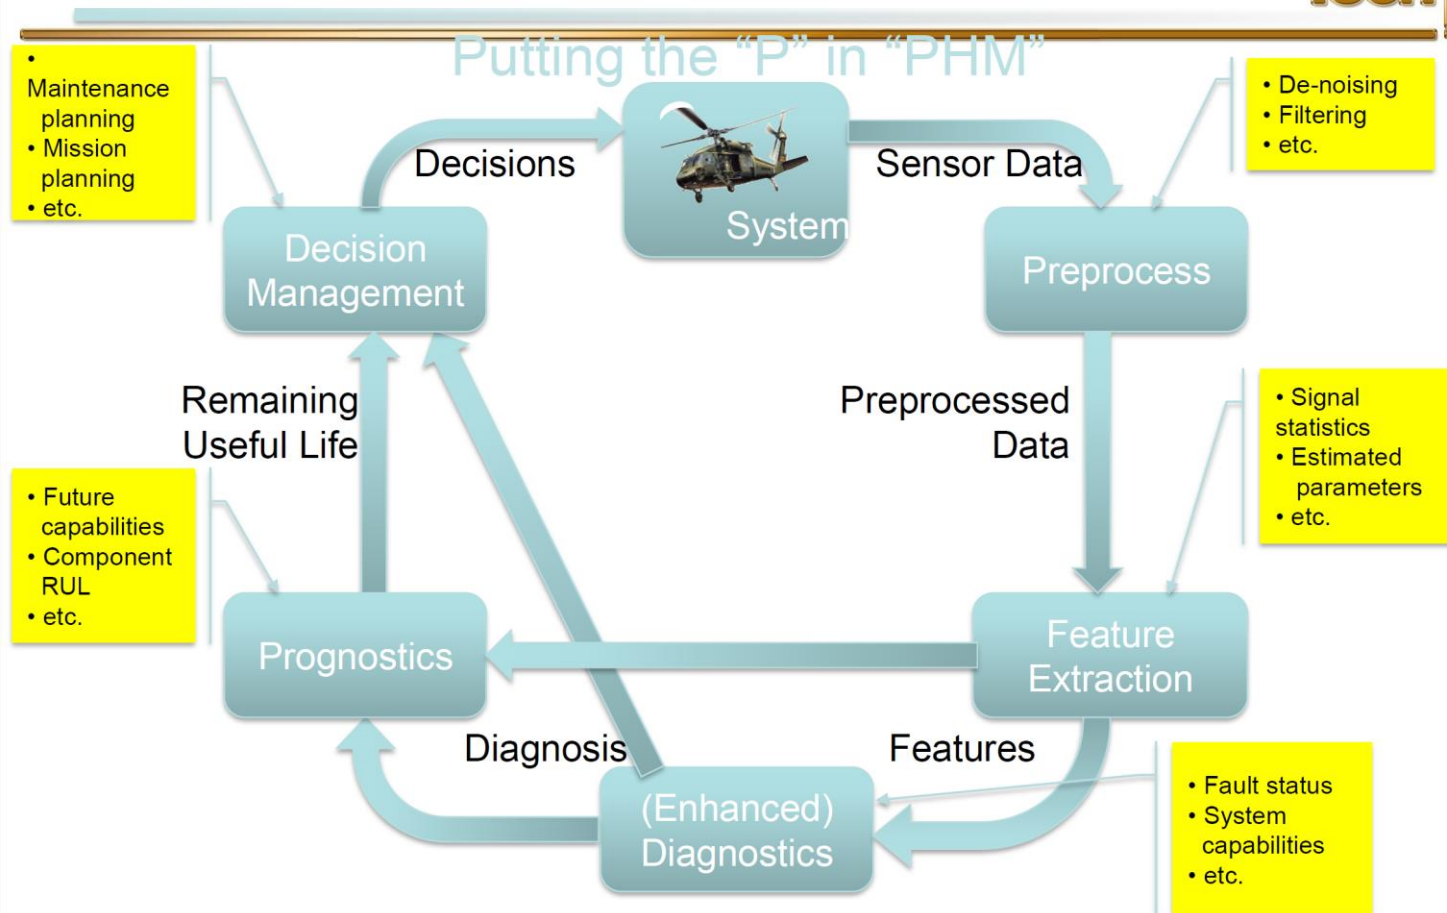 Putting the “P” in “PHM”
•
Maintenance
planning
• Mission
planning
• etc.
Decisions
System
Sensor Data
• De-noising
• Filtering
• etc.
Decision
Management
Preprocess
Remaining
Useful Life
Preprocessed
Data
• Signal
statistics
• Estimated
parameters
• etc.
• Future
capabilities
• Component
RUL
• etc.
Prognostics
Feature
Extraction
Diagnosis
Features
(Enhanced)
Diagnostics
• Fault status
• System
capabilities
• etc.